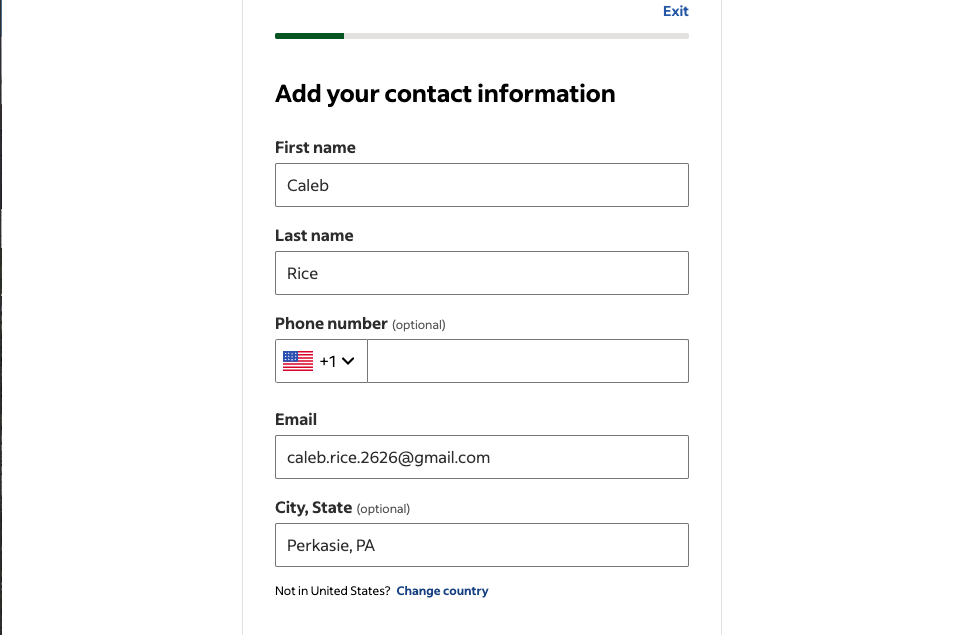 Exit
Add your contact information
First name
Caleb
Last name
Rice
Phone number (optional)
+1
Email
caleb.rice.2626@gmail.com
City, State (optional)
Perkasie, PA
Not in United States? Change country